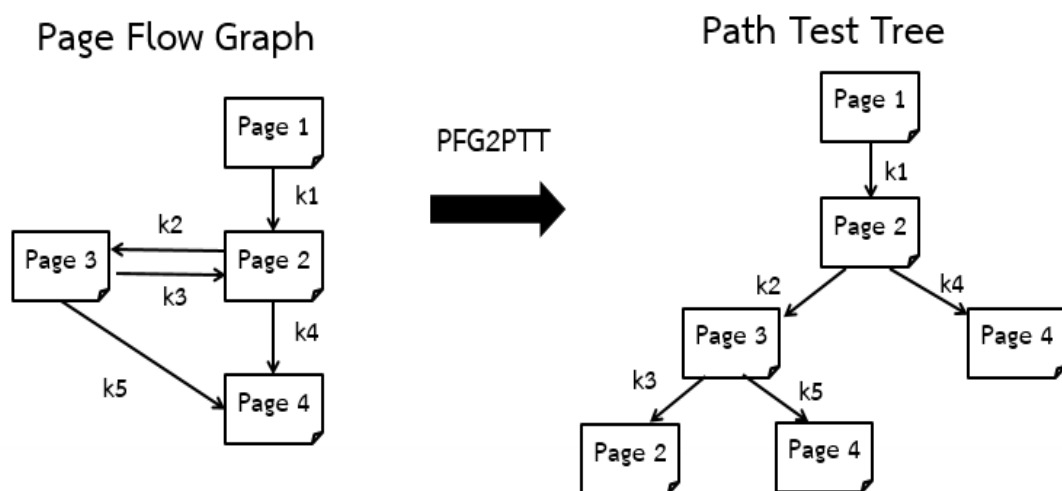 Page Flow Graph
Page 1
k1
k2
Page 3
Page 2
k3
k4
k5
Page 4
PFG2PTT
Path Test Tree
Page 1
k1
Page 2
k2
k4
Page 3
Page 4
k3
k5
Page 2
Page 4